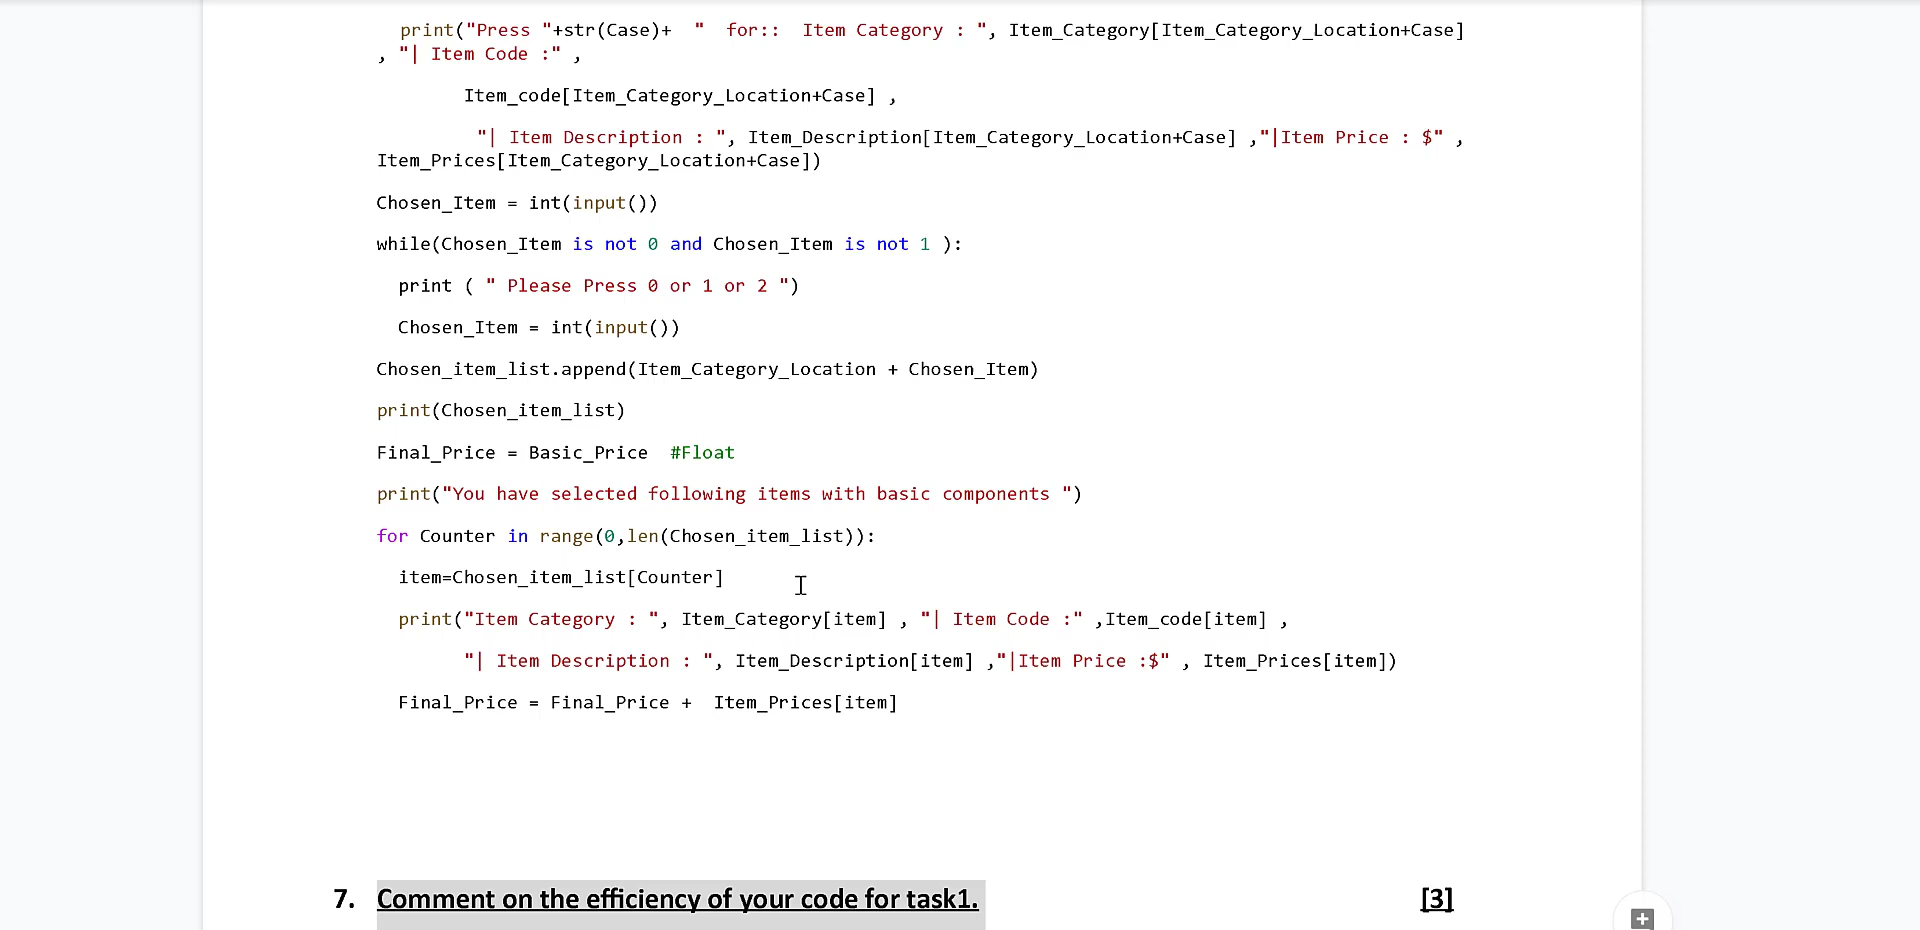 print("Press "+str(Case)+  "  for::  Item Category : ", Item_Category[Item_Category_Location+Case]
, "| Item Code :" ,
Item_code[Item_Category_Location+Case] ,
"| Item Description : ", Item_Description[Item_Category_Location+Case] ,"|Item Price : $" ,
Item_Prices[Item_Category_Location+Case])
Chosen_Item = int(input())
while(Chosen_Item is not 0 and Chosen_Item is not 1 ):
print ( " Please Press 0 or 1 or 2 ")
Chosen_Item = int(input())
Chosen_item_list.append(Item_Category_Location + Chosen_Item)
print(Chosen_item_list)
Final_Price = Basic_Price  #Float
print("You have selected following items with basic components ")
for Counter in range(0,len(Chosen_item_list)):
item=Chosen_item_list[Counter]
print("Item Category : ", Item_Category[item] , "| Item Code :" ,Item_code[item] ,
"| Item Description : ", Item_Description[item] ,"|Item Price :$" , Item_Prices[item])
Final_Price = Final_Price +  Item_Prices[item]
7. Comment on the efficiency of your code for task1. [3]